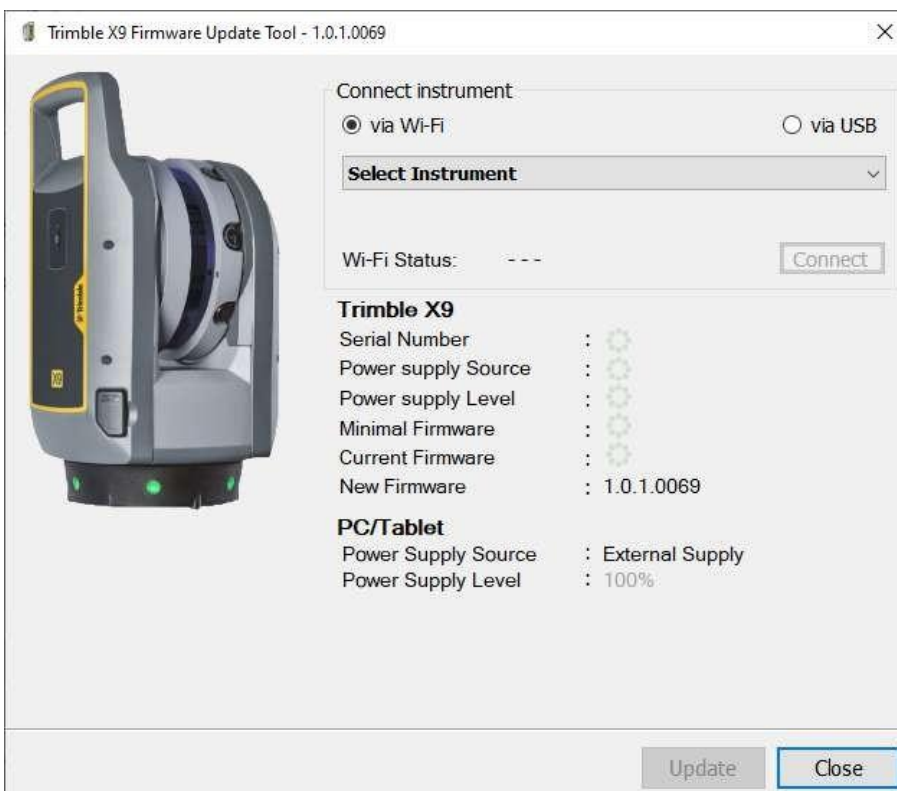 Trimble X9 Firmware Update Tool - 1.0.1.0069
Connect instrument
via Wi-Fi
via USB
Select Instrument
Wi-Fi Status: - - -
Connect
Trimble X9
Serial Number :
Power supply Source :
Power supply Level :
Minimal Firmware :
Current Firmware :
New Firmware : 1.0.1.0069
PC/Tablet
Power Supply Source : External Supply
Power Supply Level : 100%
Trimble
X9
Update
Close